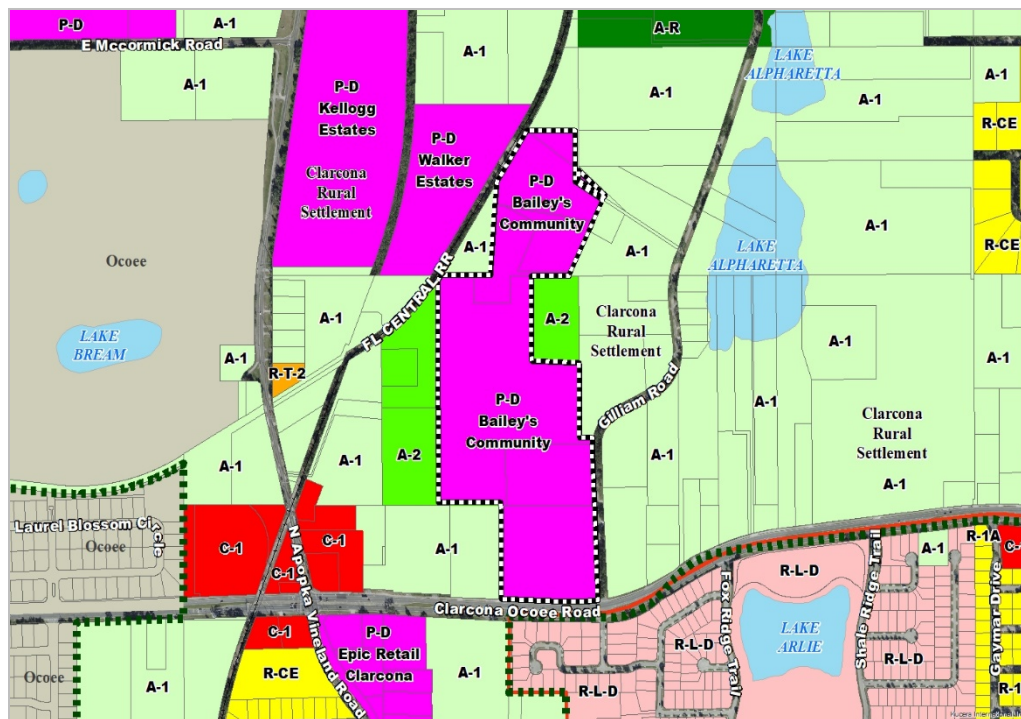 P-D
A-1
A-R
E Mccormick Road
A-1
LAKE
ALPHARETTA
A-1
A-1
P-D
Kellogg
Estates
A-1
A-1
R-CE
P-D
Walker
Estates
Clarcona
Rural
Settlement
P-D
Bailey's
Community
A-1
R-CE
Ocoee
A-1
A-1
LAKE
ALPHARETTA
FL CENTRAL RR
A-1
A-2
Clarcona
Rural
Settlement
LAKE
BREAM
A-1
A-1
A-1
R-T-2
Gilliam Road
P-D
Bailey's
Community
A-1
Clarcona
Rural
Settlement
A-1
A-1
A-2
A-1
A-1
Laurel Blossom Circle
Ocoee
C-1
C-1
C-1
A-1
N Apopka Vineland Road
R-1A
A-1
C-1
R-L-D
Clarcona Ocoee Road
Fox Ridge Trail
Shale Ridge Trail
Gaymar Drive
C-1
P-D
Epic Retail
Clarcona
LAKE
ARLIE
R-L-D
R-L-D
R-CE
A-1
Ocoee
A-1
R-L-D
R-1